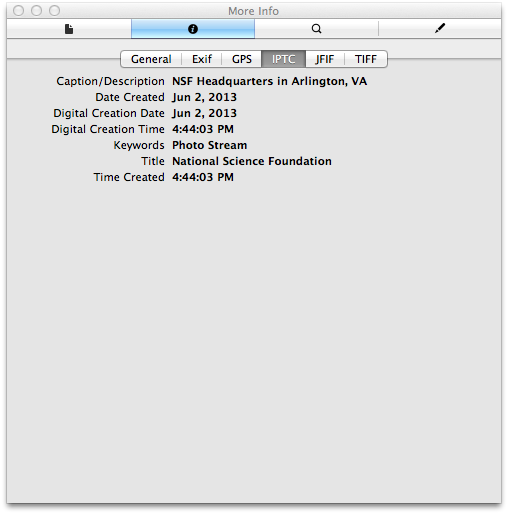 More Info
General Exif GPS IPTC JFIF TIFF
Caption/Description NSF Headquarters in Arlington, VA
Date Created Jun 2, 2013
Digital Creation Date Jun 2, 2013
Digital Creation Time 4:44:03 PM
Keywords Photo Stream
Title National Science Foundation
Time Created 4:44:03 PM